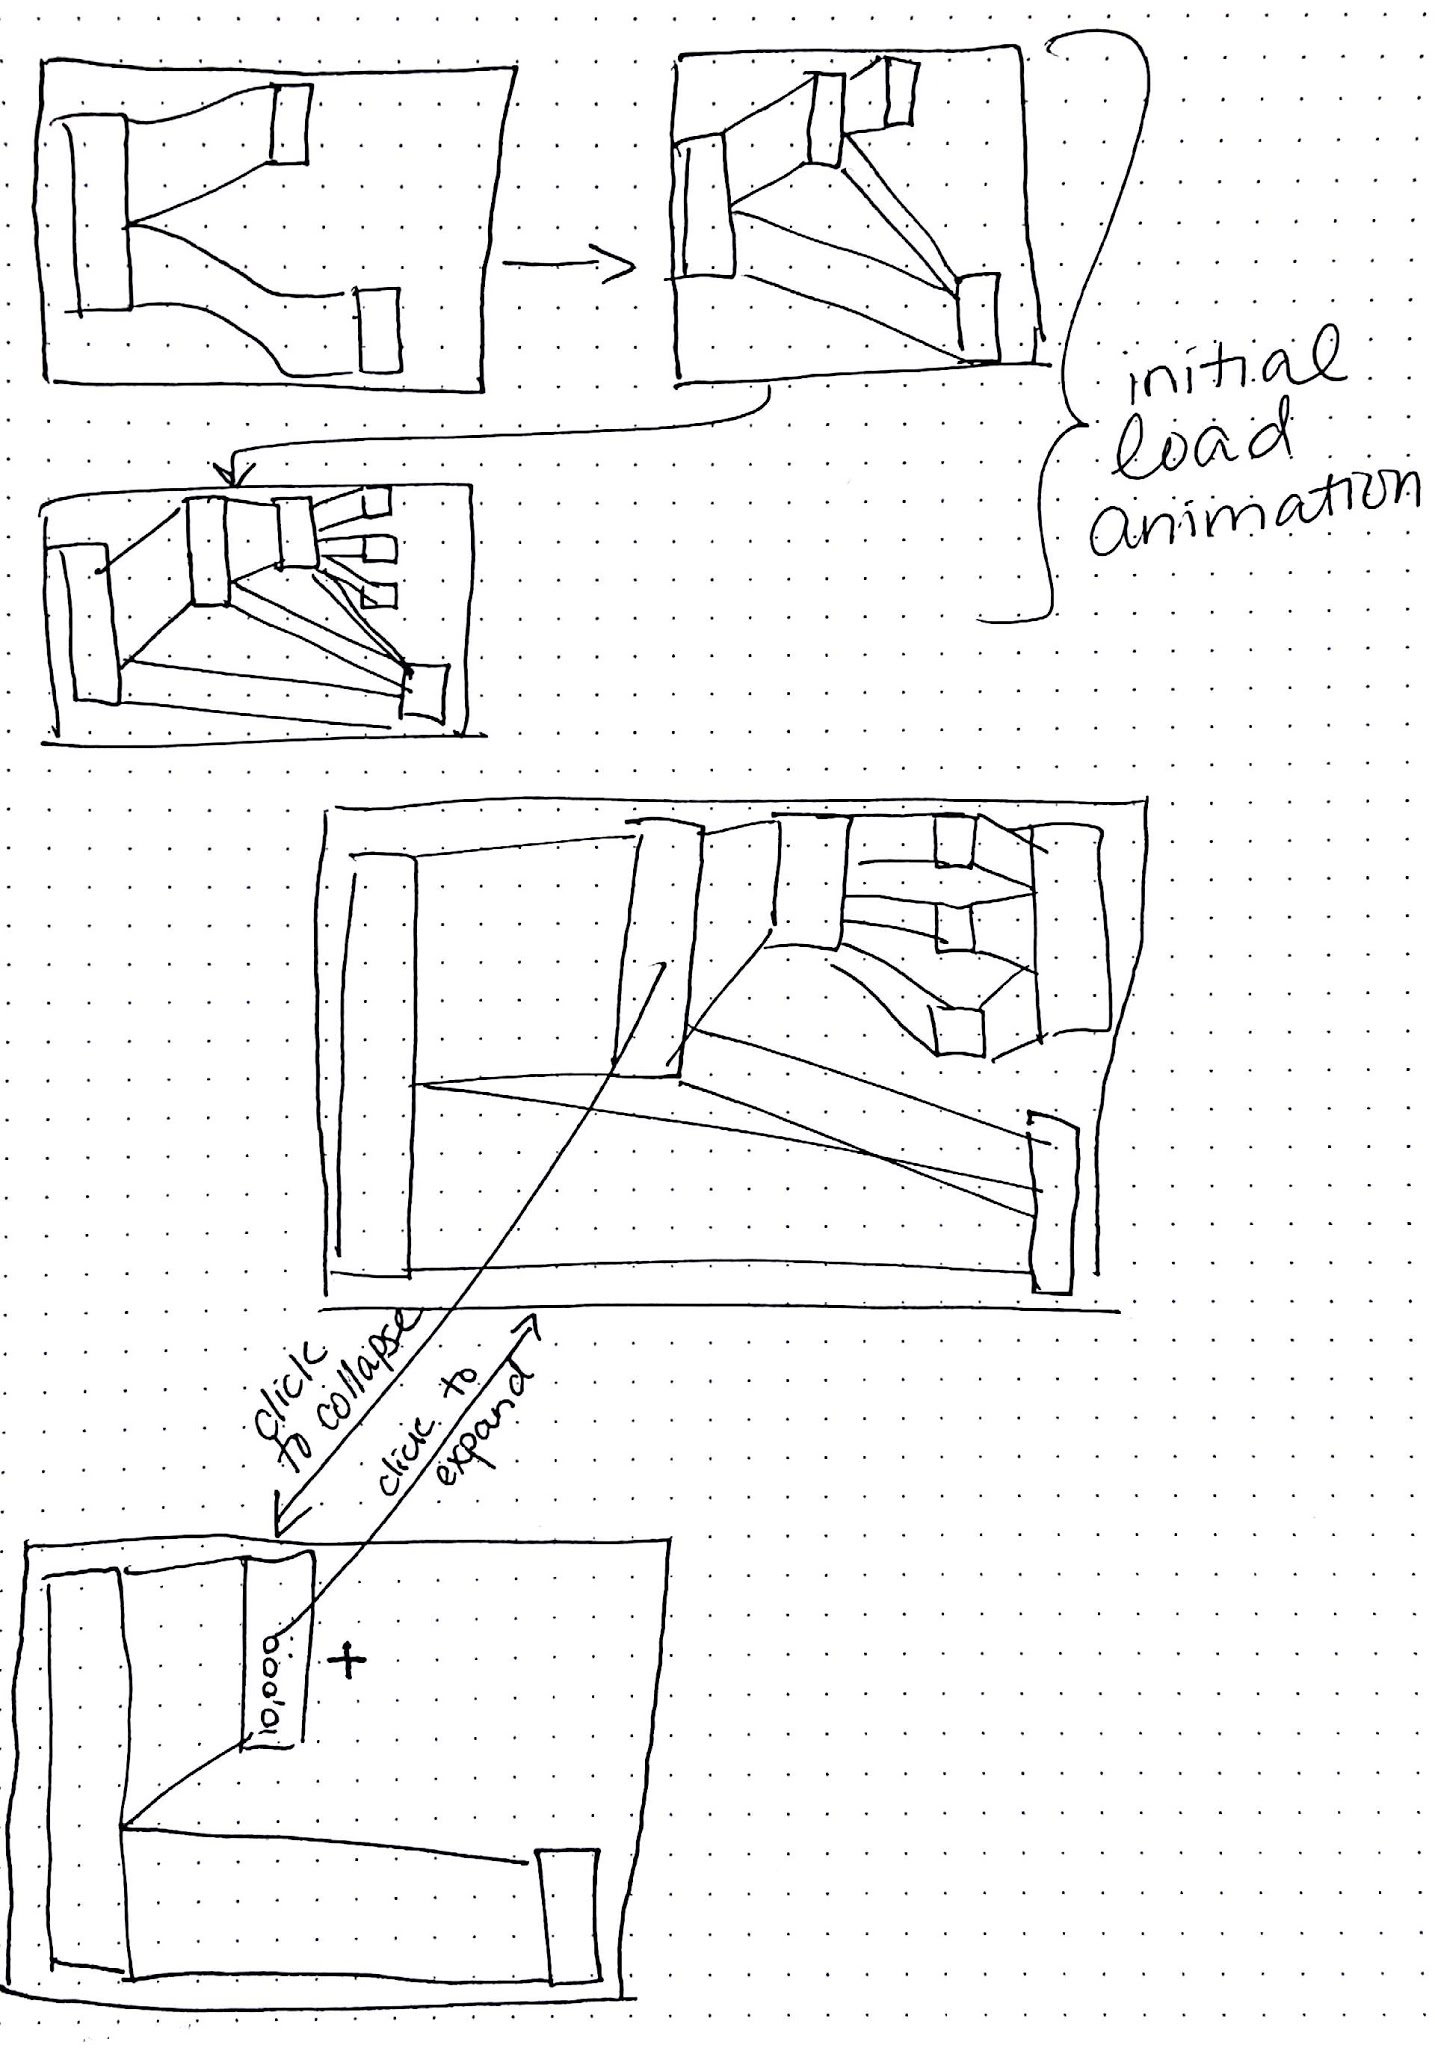 initial
load
animation
click
to collapse
click to
expand
10,000
+